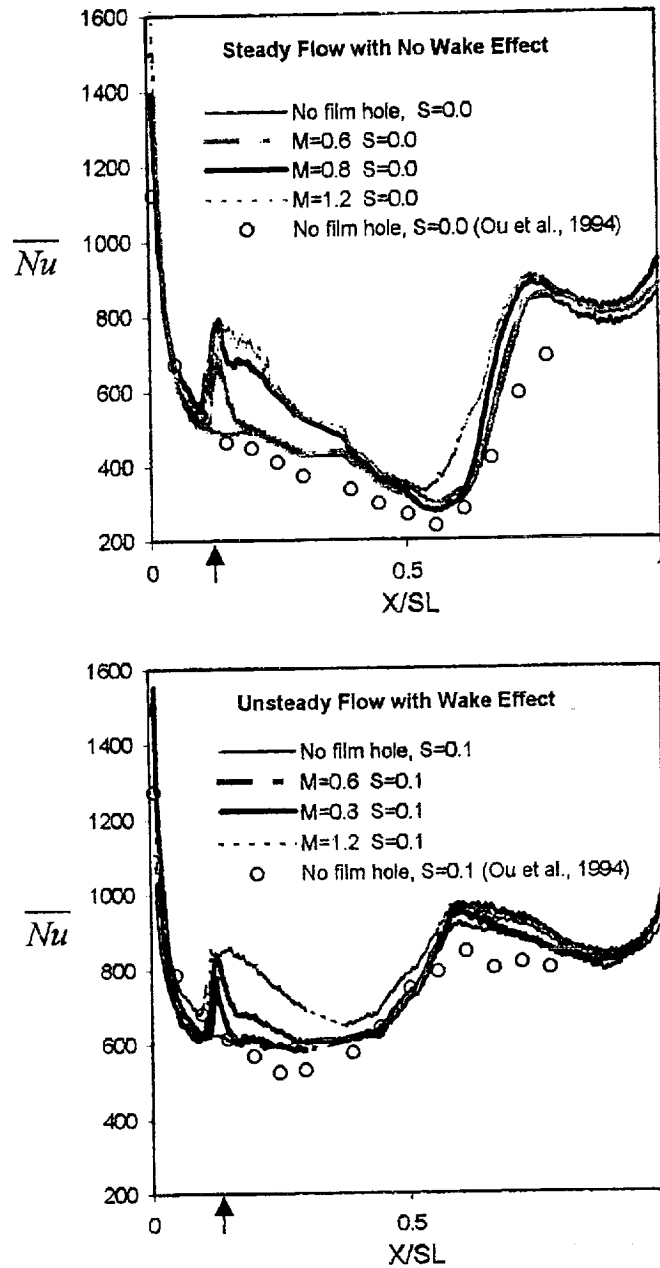 1600
Steady Flow with No Wake Effect
1400
No film hole, S=0.0
M=0.6 S=0.0
1200
M=0.8 S=0.0
M=1.2 S=0.0
No film hole, S=0.0 (Ou et al., 1994)
1000
Nu
800
600
400
200
0
0.5
1
X/SL
1600
Unsteady Flow with Wake Effect
1400
No film hole, S=0.1
M=0.6 S=0.1
1200
M=0.8 S=0.1
M=1.2 S=0.1
No film hole, S=0.1 (Ou et al., 1994)
1000
Nu
800
600
400
200
0
0.5
X/SL